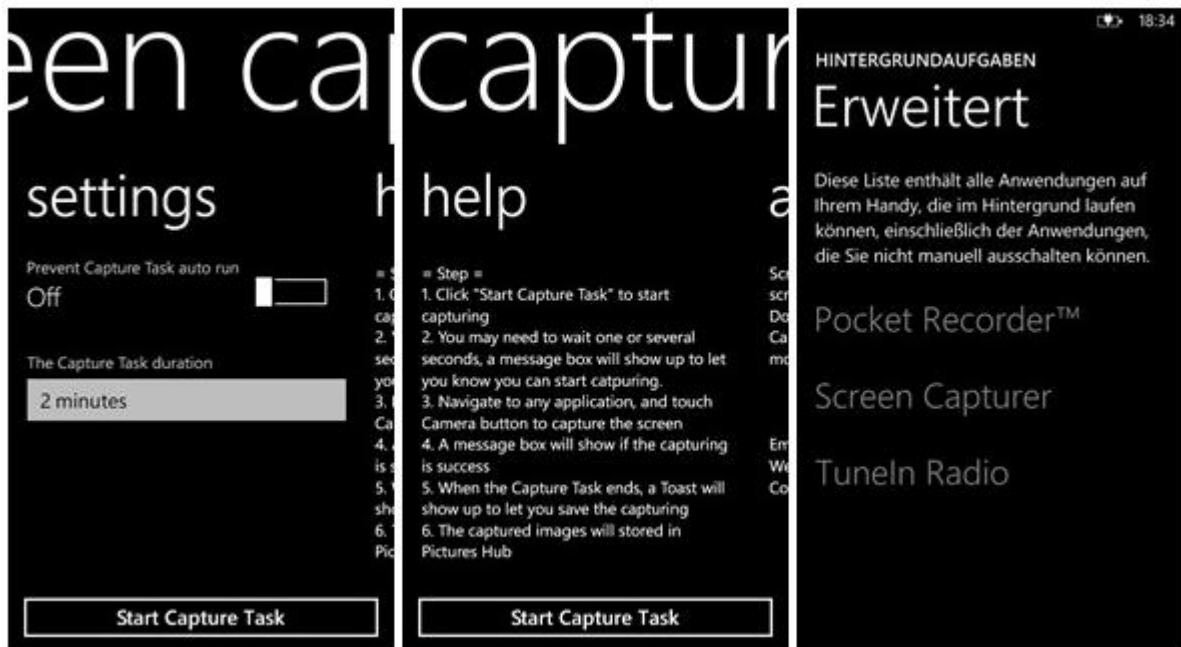 een ca
settings
Prevent Capture Task auto run
Off
The Capture Task duration
2 minutes
Start Capture Task
captur
help
= Step =
1. Click "Start Capture Task" to start
capturing
2. You may need to wait one or several
seconds, a message box will show up to let
you know you can start catpuring.
3. Navigate to any application, and touch
Camera button to capture the screen
4. A message box will show if the capturing
is success
5. When the Capture Task ends, a Toast will
show up to let you save the capturing
6. The captured images will stored in
Pictures Hub
Start Capture Task
18:34
HINTERGRUNDAUFGABEN
Erweitert
Diese Liste enthält alle Anwendungen auf
Ihrem Handy, die im Hintergrund laufen
können, einschließlich der Anwendungen,
die Sie nicht manuell ausschalten können.
Pocket Recorder™
Screen Capturer
TuneIn Radio